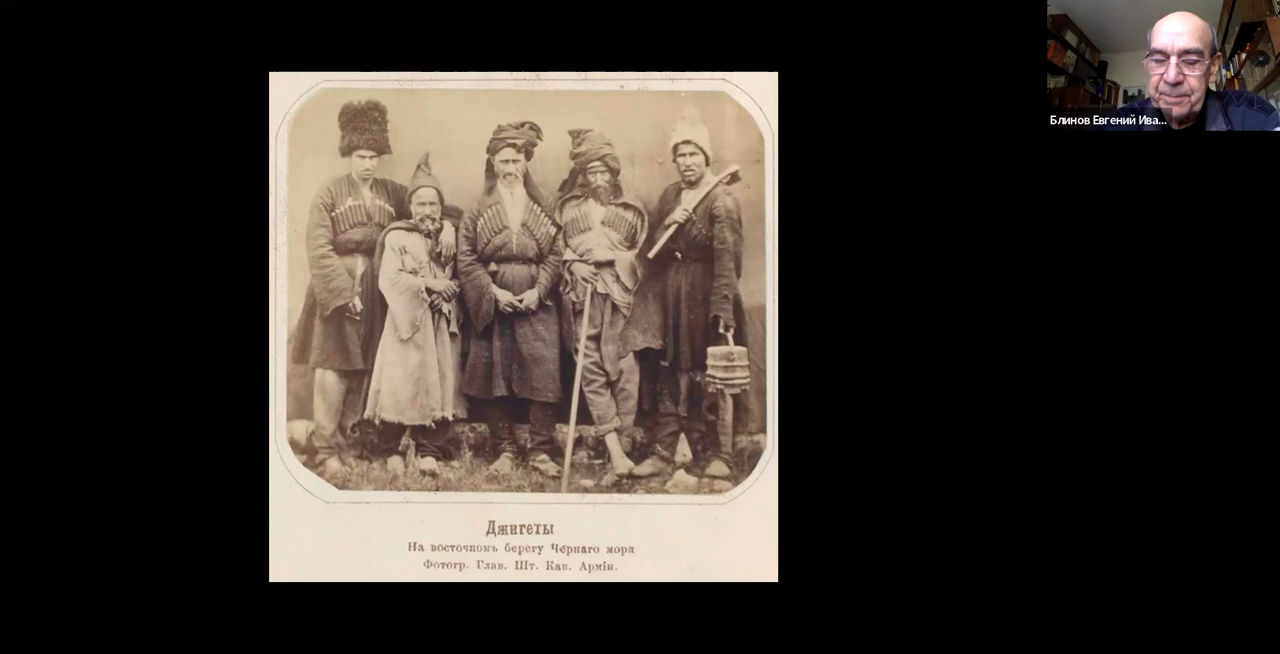 Блинов Евгений Ива...
Джигеты
На восточномъ берегу Чернаго моря
Фотогр. Глав. Шт. Кав. Арміи.